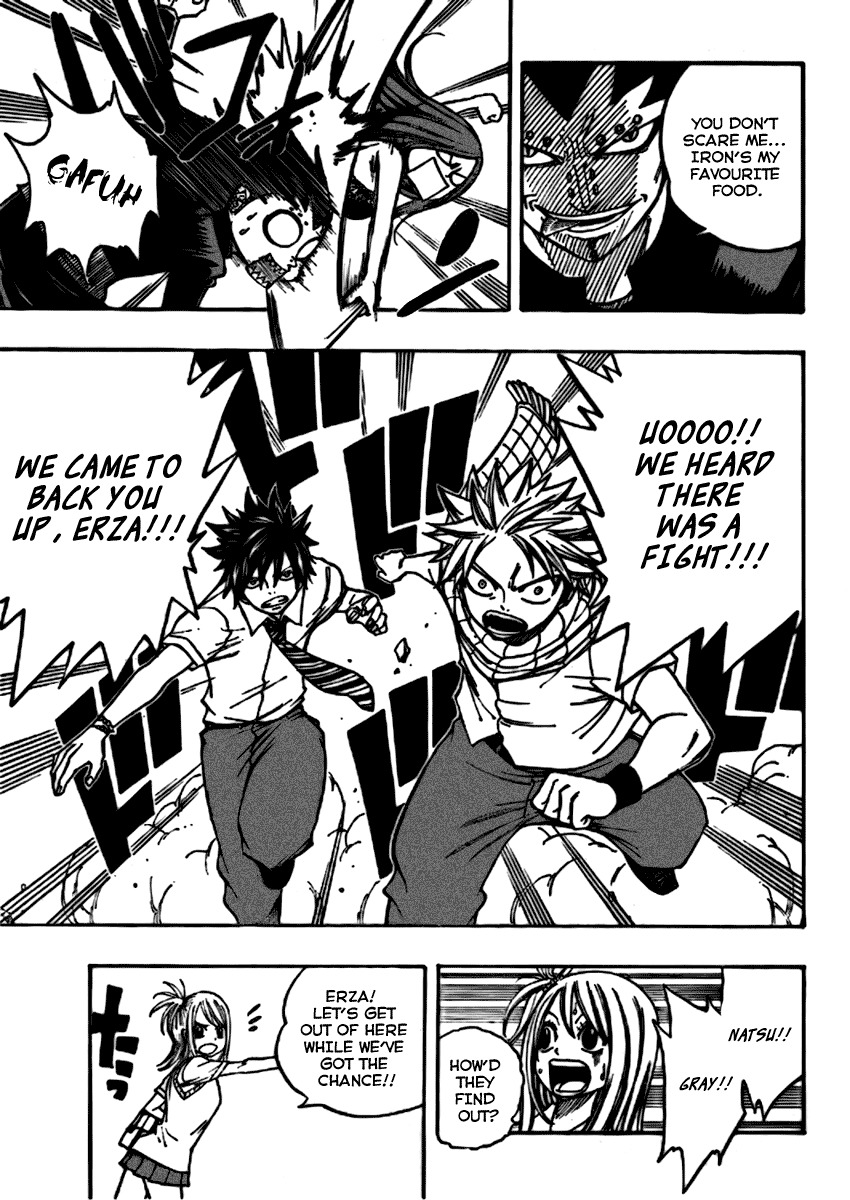 YOU DON'T
SCARE ME...
IRON'S MY
FAVOURITE
FOOD.
GAFUH
UOOOO!!
WE HEARD
THERE
WAS A
FIGHT!!!
WE CAME TO
BACK YOU
UP, ERZA!!!
NATSU!!
GRAY!!
HOW'D
THEY
FIND
OUT?
ERZA!
LET'S GET
OUT OF HERE
WHILE WE'VE
GOT THE
CHANCE!!